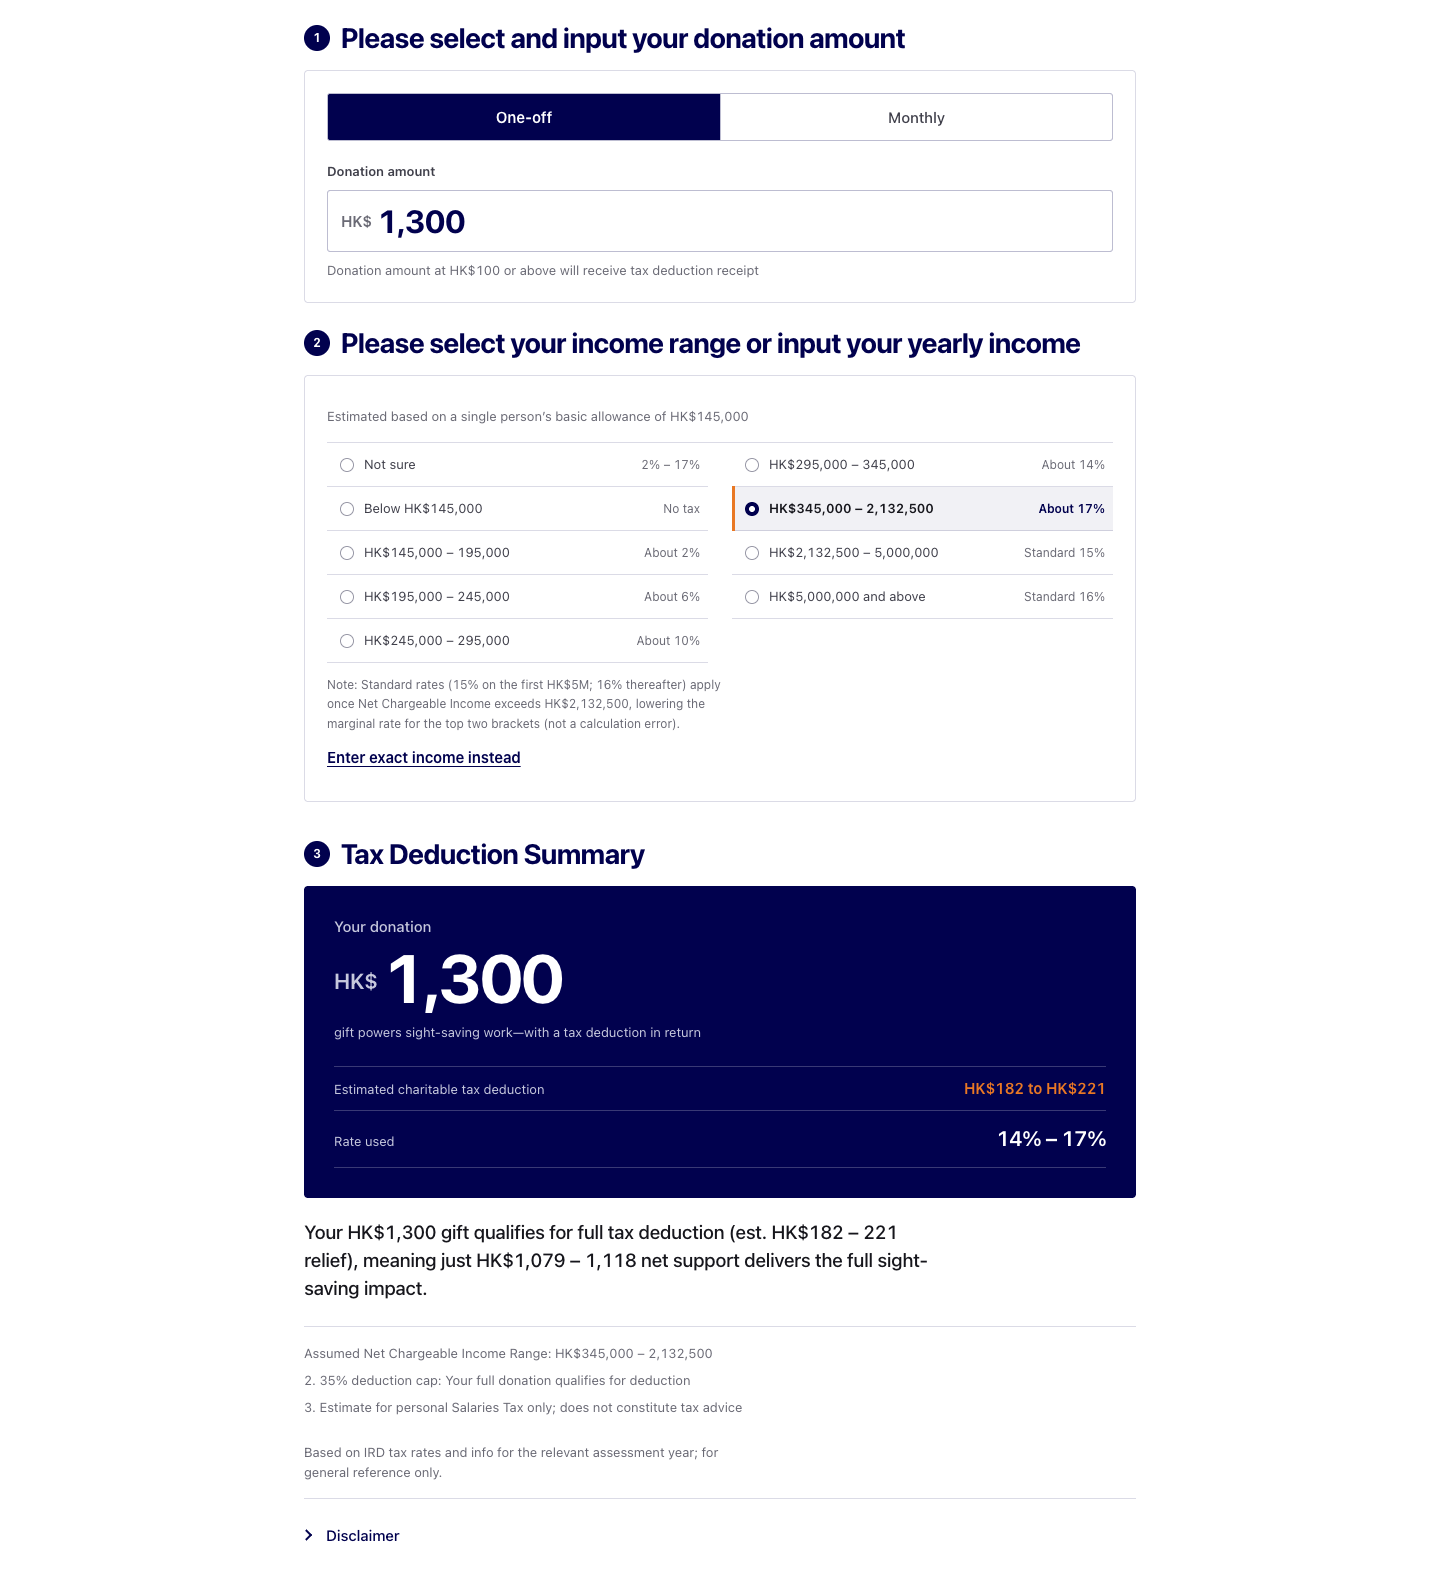 1 Please select and input your donation amount
One-off
Monthly
Donation amount
HK$ 1,300
Donation amount at HK$100 or above will receive tax deduction receipt
2 Please select your income range or input your yearly income
Estimated based on a single person's basic allowance of HK$145,000
Not sure 2% – 17%
Below HK$145,000 No tax
HK$145,000 – 195,000 About 2%
HK$195,000 – 245,000 About 6%
HK$245,000 – 295,000 About 10%
HK$295,000 – 345,000 About 14%
HK$345,000 – 2,132,500 About 17%
HK$2,132,500 – 5,000,000 Standard 15%
HK$5,000,000 and above Standard 16%
Note: Standard rates (15% on the first HK$5M; 16% thereafter) apply
once Net Chargeable Income exceeds HK$2,132,500, lowering the
marginal rate for the top two brackets (not a calculation error).
Enter exact income instead
3 Tax Deduction Summary
Your donation
HK$ 1,300
gift powers sight-saving work—with a tax deduction in return
Estimated charitable tax deduction HK$182 to HK$221
Rate used 14% – 17%
Your HK$1,300 gift qualifies for full tax deduction (est. HK$182 – 221
relief), meaning just HK$1,079 – 1,118 net support delivers the full sight-
saving impact.
Assumed Net Chargeable Income Range: HK$345,000 – 2,132,500
2. 35% deduction cap: Your full donation qualifies for deduction
3. Estimate for personal Salaries Tax only; does not constitute tax advice
Based on IRD tax rates and info for the relevant assessment year; for
general reference only.
Disclaimer